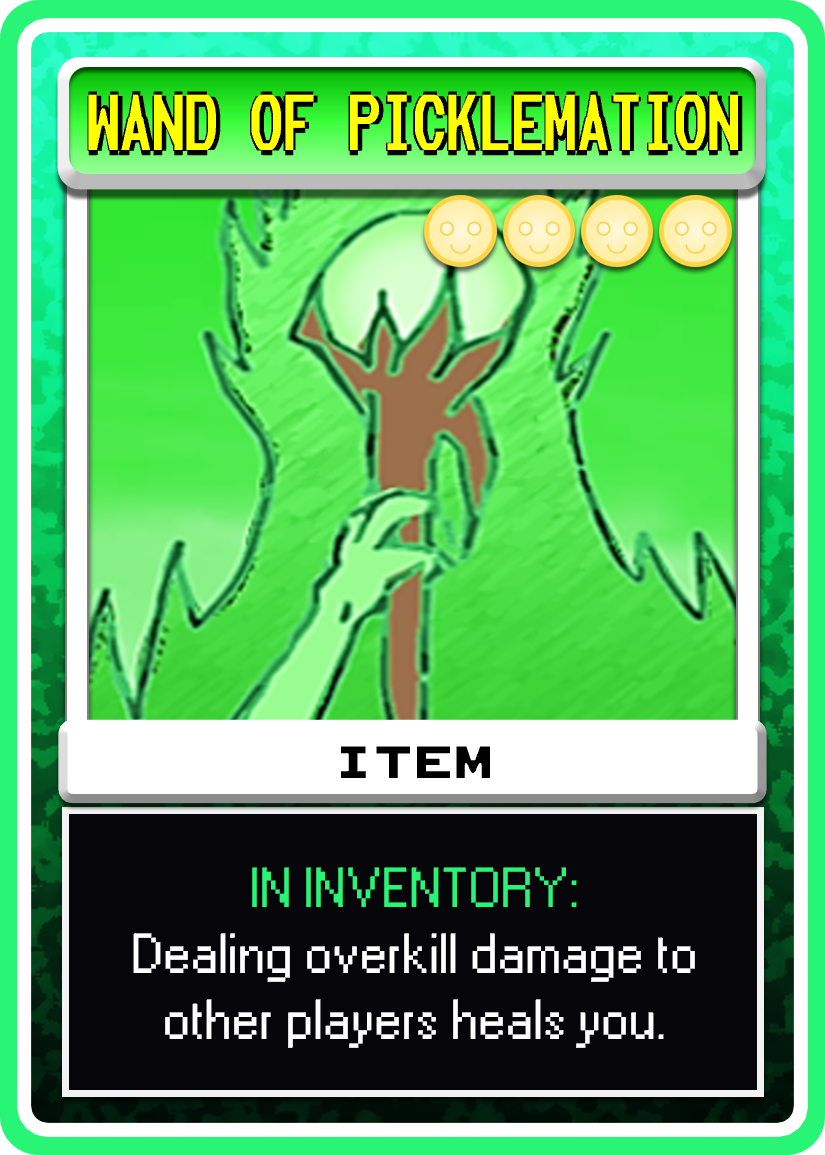 WAND OF PICKLEMATION
ITEM
IN INVENTORY:
Dealing overkill damage to
other players heals you.